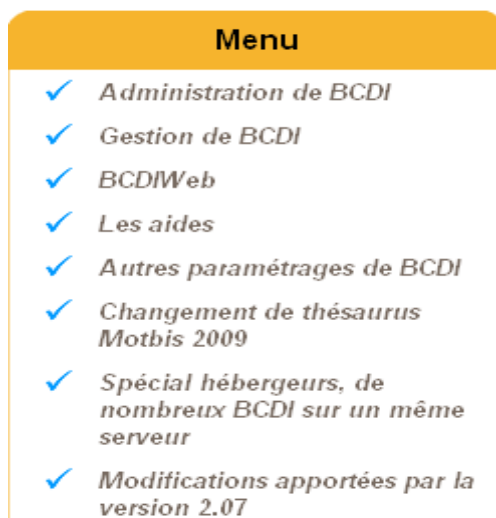 Menu
Administration de BCDI
Gestion de BCDI
BCDIWeb
Les aides
Autres paramétrages de BCDI
Changement de thésaurus
Motbis 2009
Spécial hébergeurs, de
nombreux BCDI sur un même
serveur
Modifications apportées par la
version 2.07